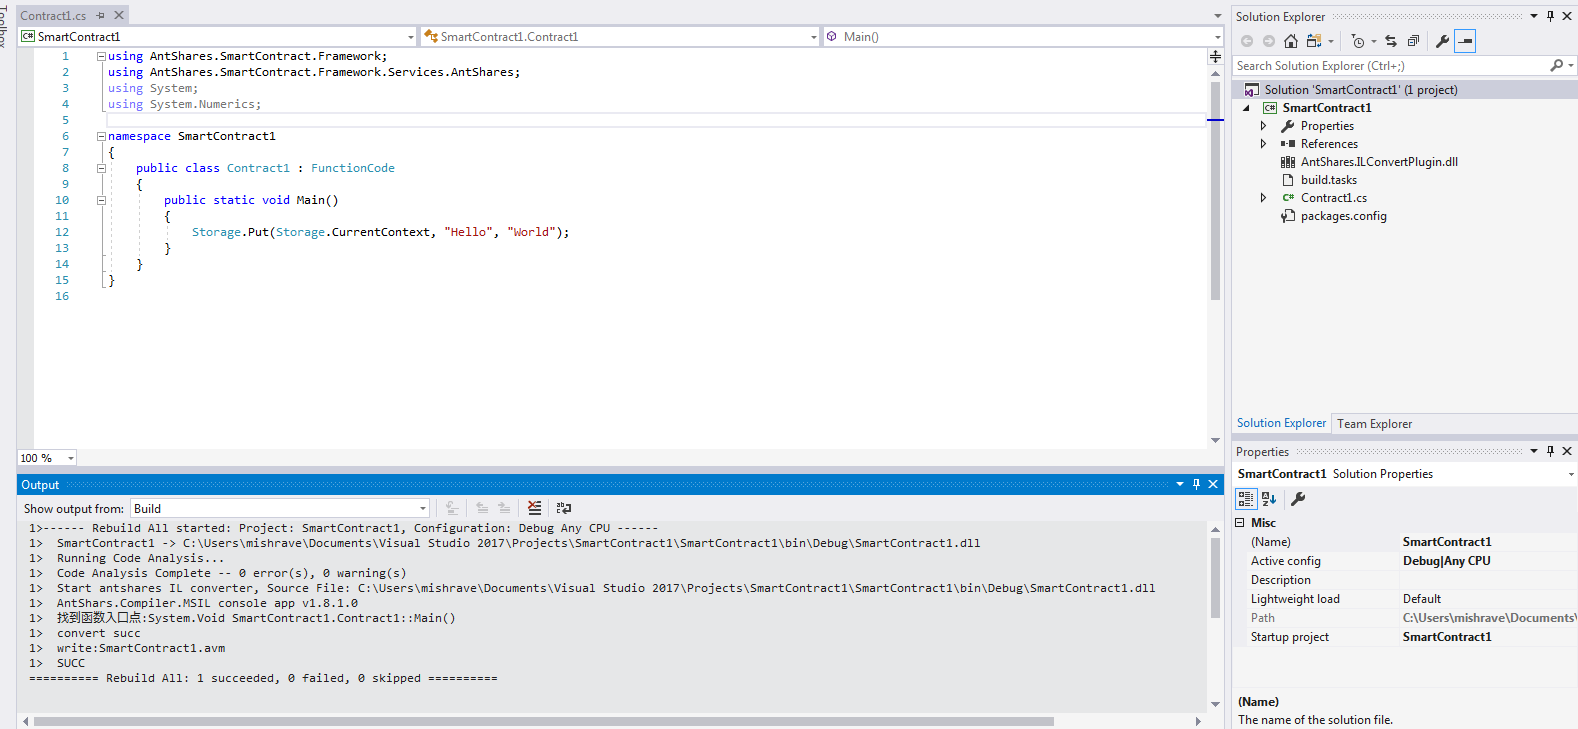 Toolbox
Contract1.cs
SmartContract1
SmartContract1.Contract1
Main()
1 using AntShares.SmartContract.Framework;
2 using AntShares.SmartContract.Framework.Services.AntShares;
3 using System;
4 using System.Numerics;
5
6 namespace SmartContract1
7 {
8 public class Contract1 : FunctionCode
9 {
10 public static void Main()
11 {
12 Storage.Put(Storage.CurrentContext, "Hello", "World");
13 }
14 }
15 }
16
100 %
Output
Show output from: Build
1>------ Rebuild All started: Project: SmartContract1, Configuration: Debug Any CPU ------
1> SmartContract1 -> C:\Users\mishrave\Documents\Visual Studio 2017\Projects\SmartContract1\SmartContract1\bin\Debug\SmartContract1.dll
1> Running Code Analysis...
1> Code Analysis Complete -- 0 error(s), 0 warning(s)
1> Start antshares IL converter, Source File: C:\Users\mishrave\Documents\Visual Studio 2017\Projects\SmartContract1\SmartContract1\bin\Debug\SmartContract1.dll
1> AntShars.Compiler.MSIL console app v1.8.1.0
1> 找到函数入口点:System.Void SmartContract1.Contract1::Main()
1> convert succ
1> write:SmartContract1.avm
1> SUCC
========== Rebuild All: 1 succeeded, 0 failed, 0 skipped ==========
Solution Explorer
Search Solution Explorer (Ctrl+;)
Solution 'SmartContract1' (1 project)
C# SmartContract1
Properties
References
AntShares.ILConvertPlugin.dll
build.tasks
C# Contract1.cs
packages.config
Solution Explorer Team Explorer
Properties
SmartContract1 Solution Properties
Misc
(Name) SmartContract1
Active config Debug|Any CPU
Description
Lightweight load Default
Path C:\Users\mishrave\Documents\
Startup project SmartContract1
(Name)
The name of the solution file.